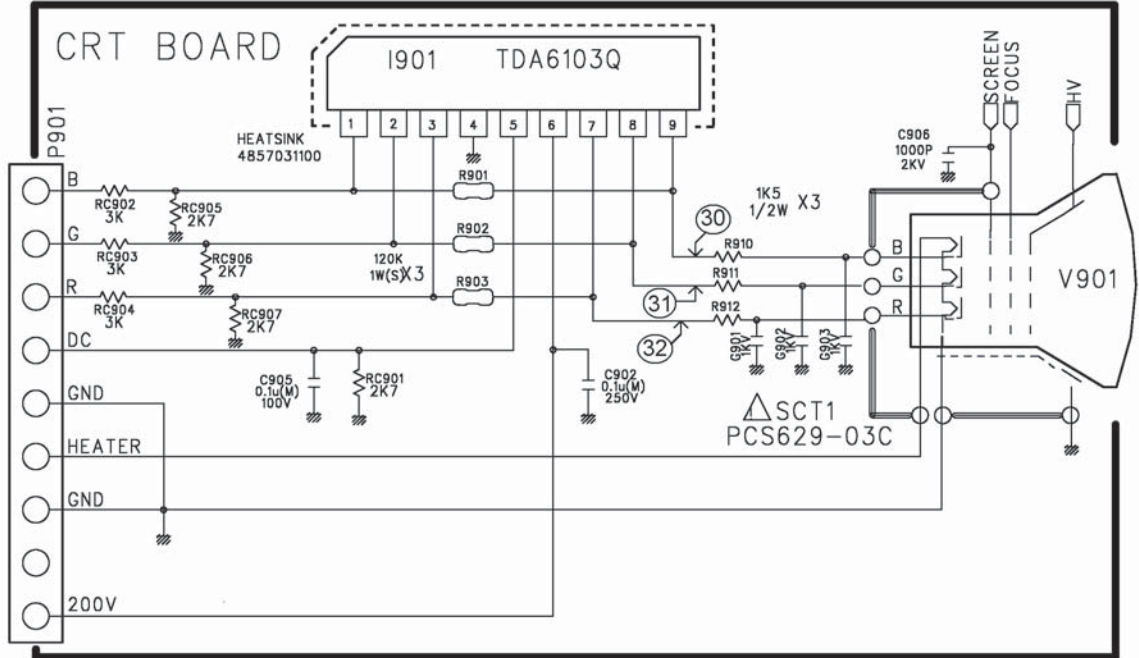 CRT BOARD
I901 TDA6103Q
1 2 3 4 5 6 7 8 9
HEATSINK
4857031100
P901
SCREEN
FOCUS
HV
C906
1000P
2KV
B
RC902
3K
RC905
2K7
R901
1K5
1/2W X3
30
R910
B
G
RC903
3K
RC906
2K7
120K
1W(S)X3
R902
R911
G
31
R
RC904
3K
RC907
2K7
R903
R912
R
32
G901
1KV
G902
1KV
G903
1KV
V901
DC
C905
0.1u(M)
100V
RC901
2K7
C902
0.1u(M)
250V
! SCT1
PCS629-03C
GND
HEATER
GND
200V